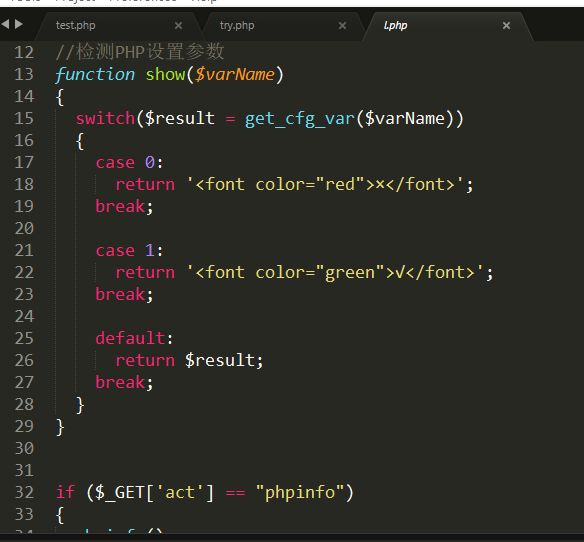 test.php × try.php × l.php ×
12 //检测PHP设置参数
13 function show($varName)
14 {
15 switch($result = get_cfg_var($varName))
16 {
17 case 0:
18 return '<font color="red">×</font>';
19 break;
20
21 case 1:
22 return '<font color="green">√</font>';
23 break;
24
25 default:
26 return $result;
27 break;
28 }
29 }
30
31
32 if ($_GET['act'] == "phpinfo")
33 {